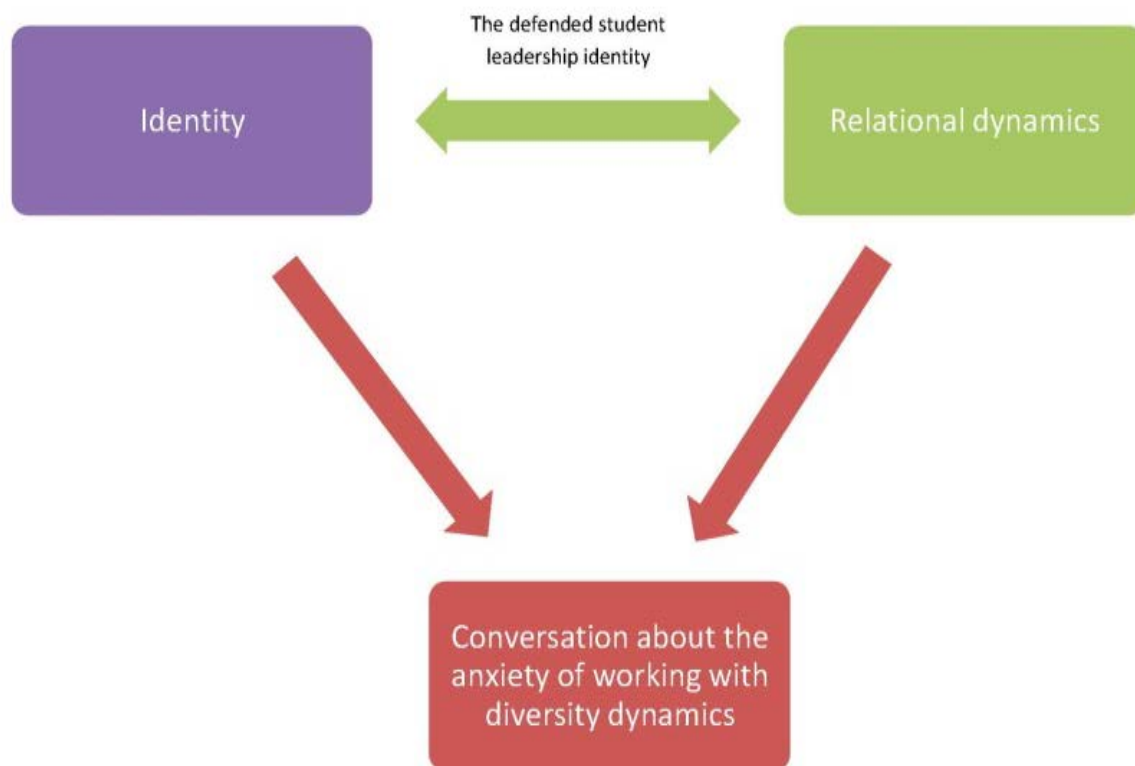 The defended student
leadership identity
Identity
Relational dynamics
Conversation about the
anxiety of working with
diversity dynamics